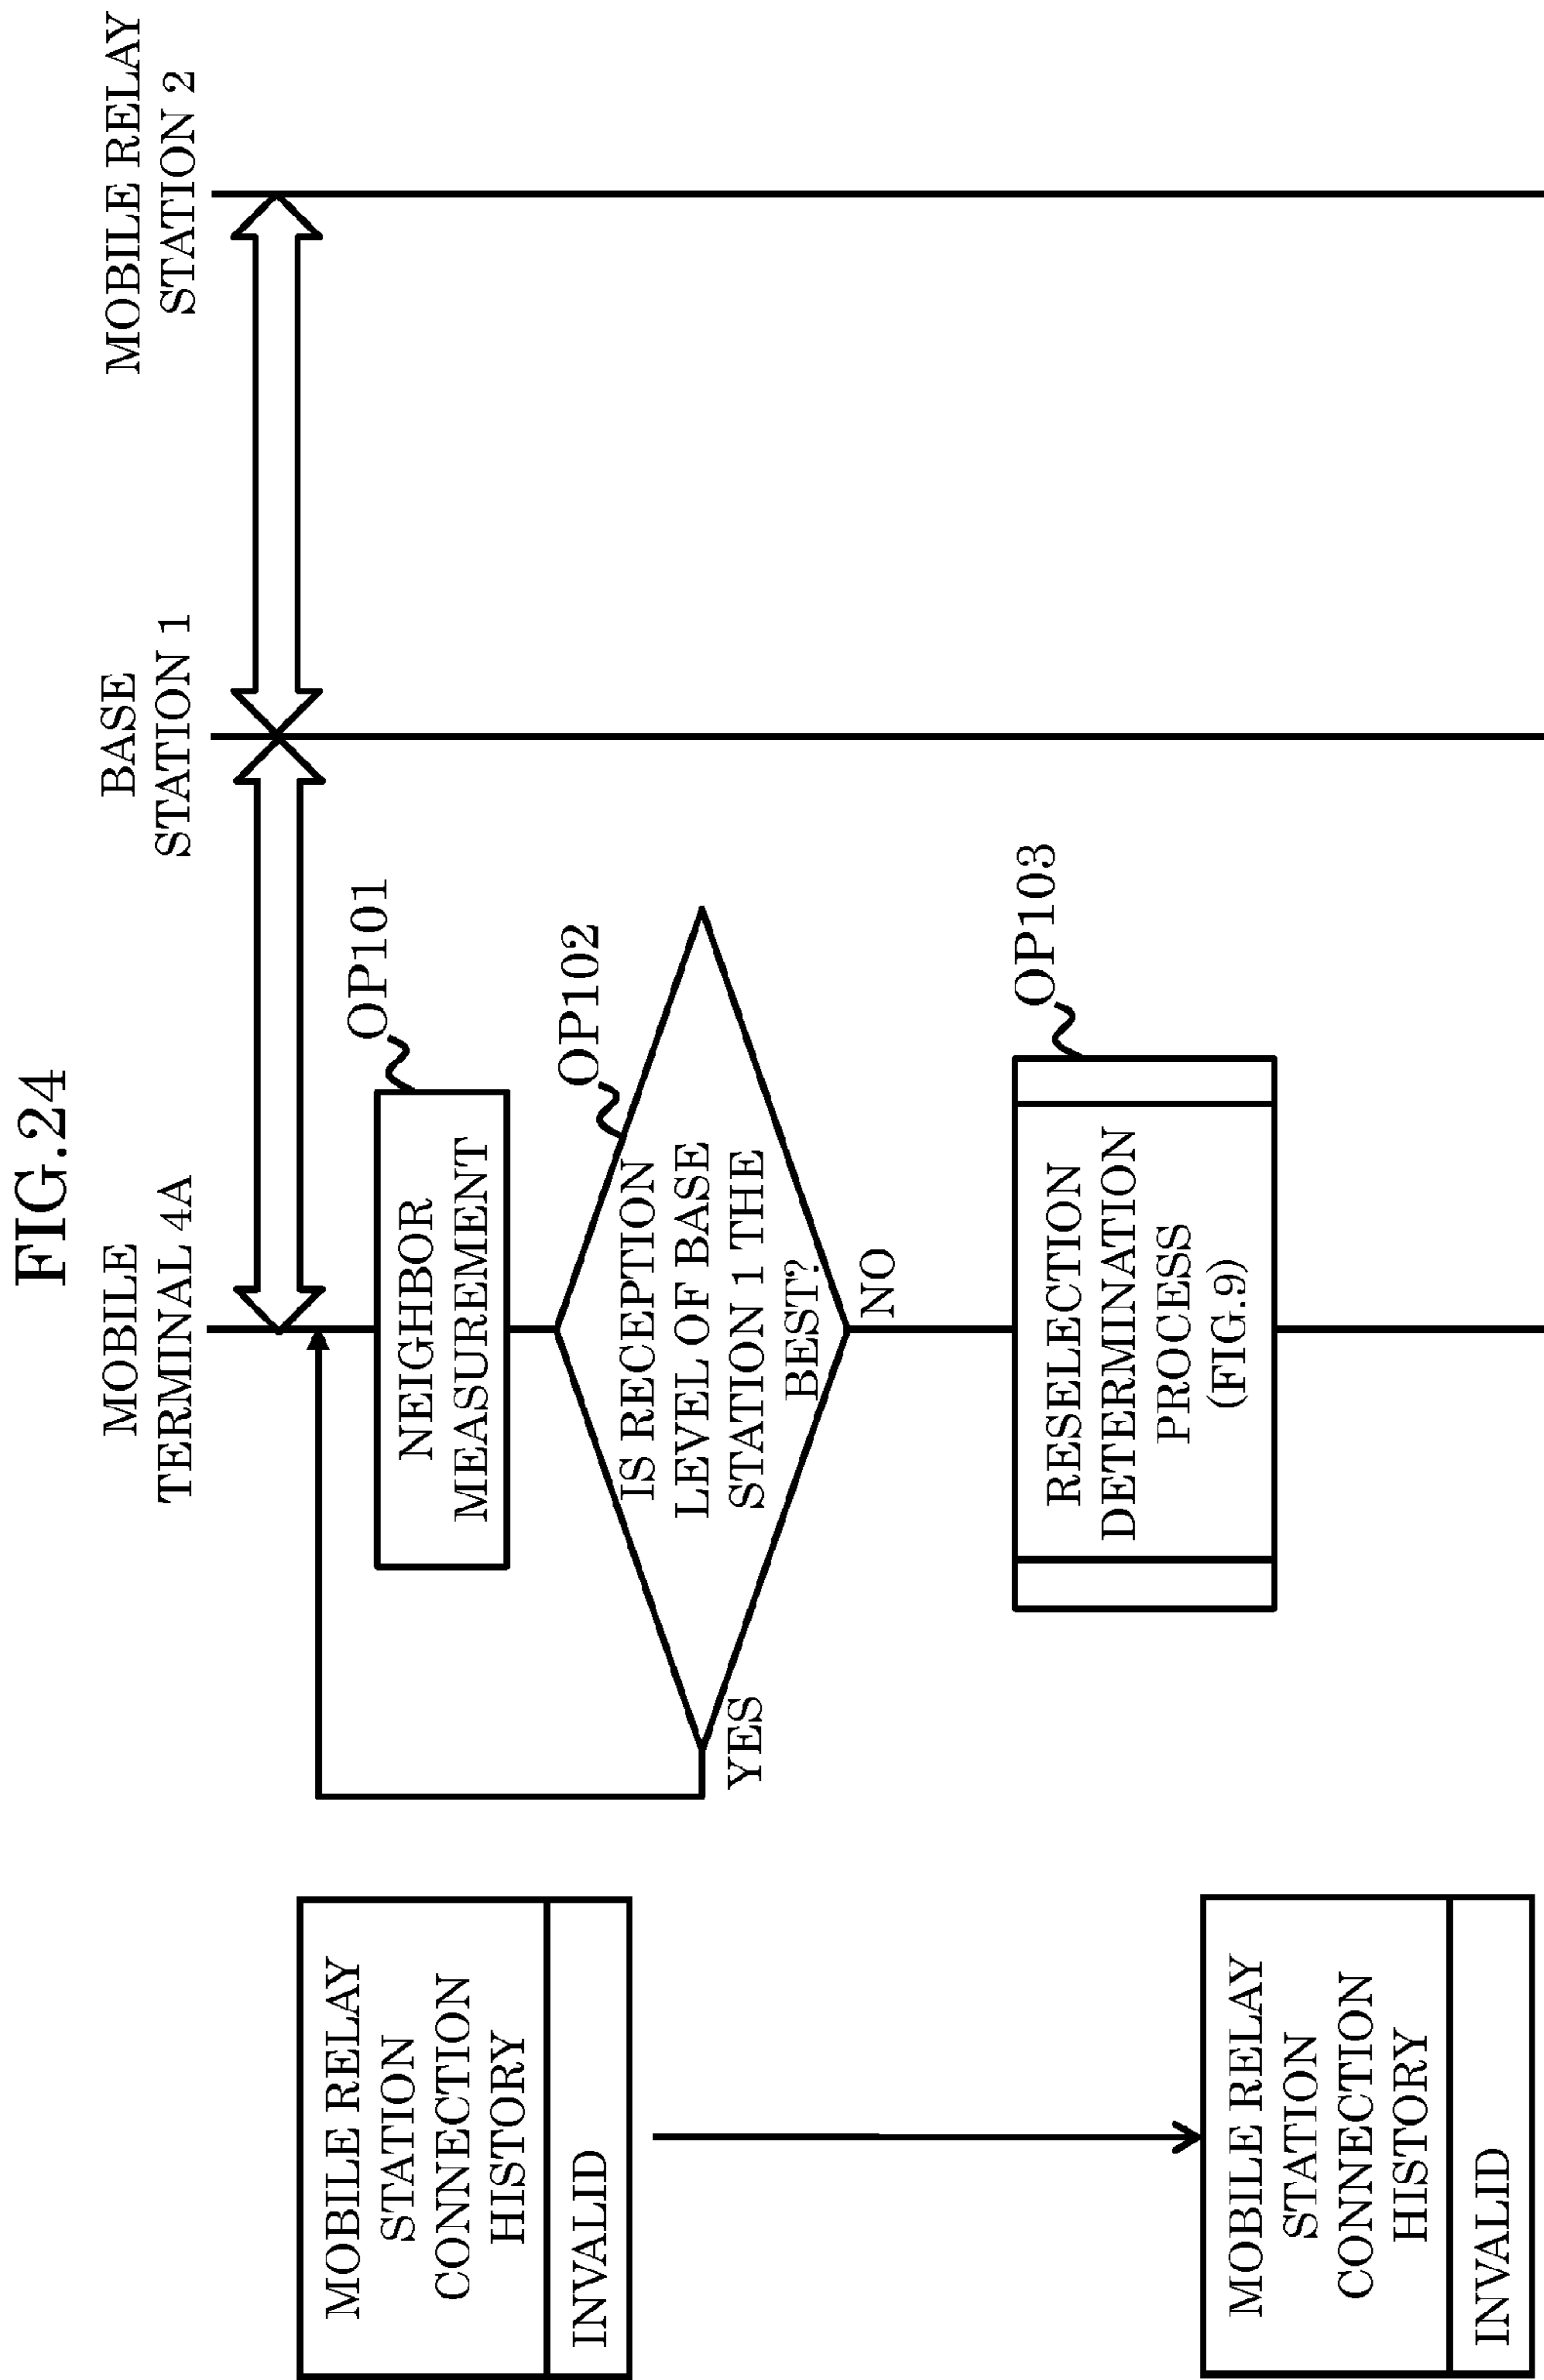 FIG.24
MOBILE
TERMINAL 4A
BASE
STATION 1
MOBILE RELAY
STATION 2
MOBILE RELAY
STATION
CONNECTION
HISTORY
INVALID
NEIGHBOR
MEASUREMENT
OP101
IS RECEPTION
LEVEL OF BASE
STATION 1 THE
BEST?
OP102
YES
NO
RESELECTION
DETERMINATION
PROCESS
(FIG.9)
OP103
MOBILE RELAY
STATION
CONNECTION
HISTORY
INVALID